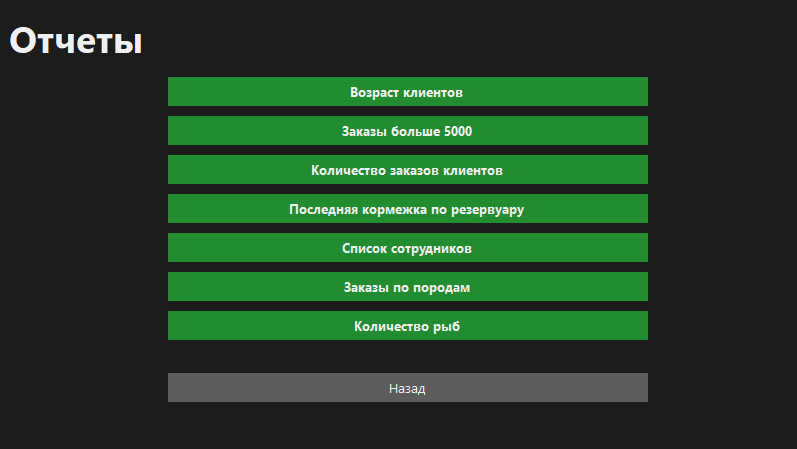 Отчеты
Возраст клиентов
Заказы больше 5000
Количество заказов клиентов
Последняя кормежка по резервуару
Список сотрудников
Заказы по породам
Количество рыб
Назад